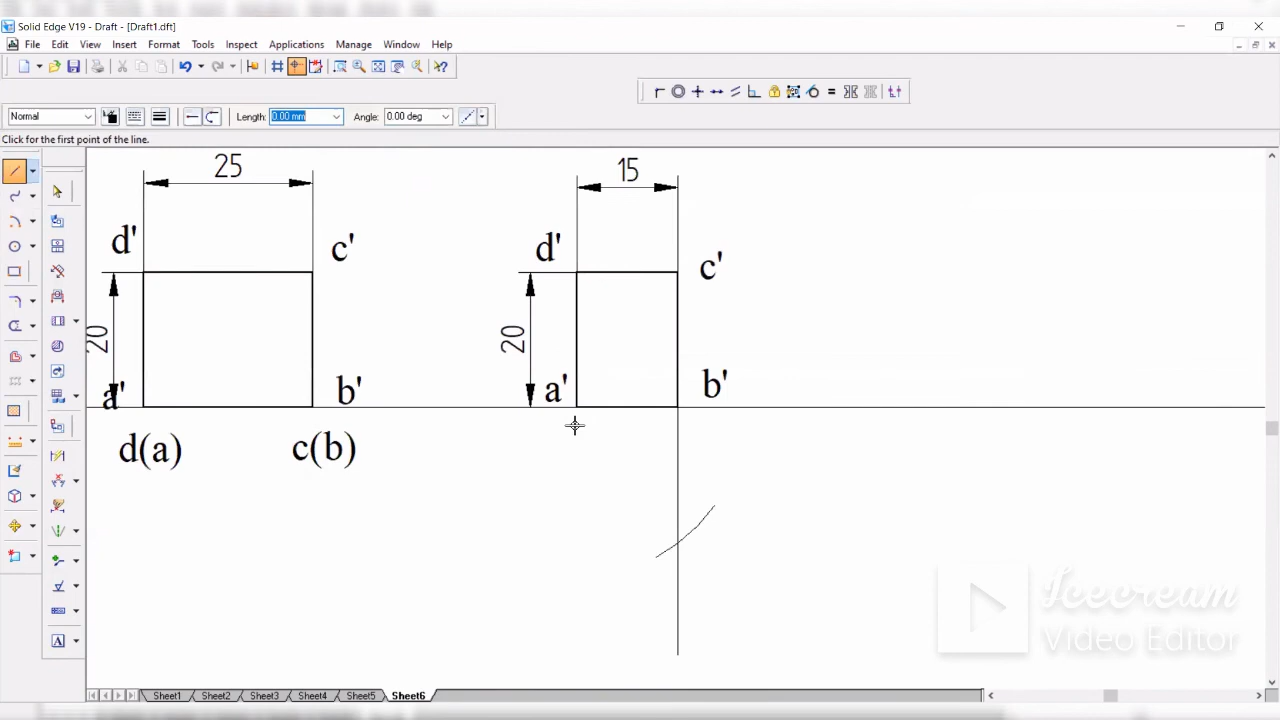 Solid Edge V19 - Draft - [Draft1.dft]
File Edit View Insert Format Tools Inspect Applications Manage Window Help
Normal Length: 0.00 mm Angle: 0.00 deg
Click for the first point of the line.
25 15
d' c' d' c'
20 20
a' b' a' b'
d(a) c(b)
Icecream
Video Editor
A
Sheet1 Sheet2 Sheet3 Sheet4 Sheet5 Sheet6